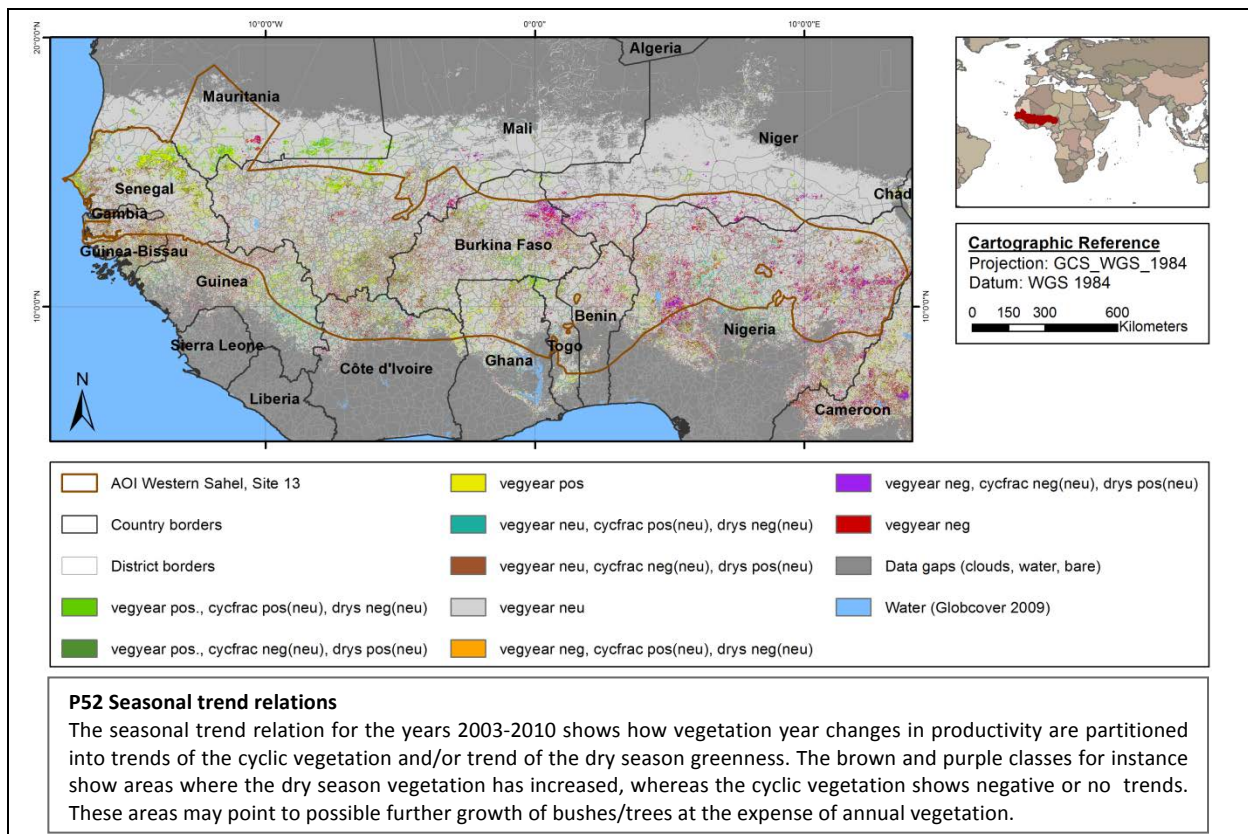 20°0'0"N
10°0'0"W
0°0'0"
10°0'0"E
Algeria
Mauritania
Mali
Niger
Chad
Senegal
Gambia
Guinea-Bissau
Burkina Faso
Guinea
10°0'0"N
10°0'0"N
Benin
Nigeria
Sierra Leone
Togo
Ghana
Côte d'Ivoire
Liberia
Cameroon
N
10°0'0"W
0°0'0"
10°0'0"E
Cartographic Reference
Projection: GCS_WGS_1984
Datum: WGS 1984
0 150 300 600
Kilometers
AOI Western Sahel, Site 13
Country borders
District borders
vegyear pos., cycfrac pos(neu), drys neg(neu)
vegyear pos., cycfrac neg(neu), drys pos(neu)
vegyear pos
vegyear neu, cycfrac pos(neu), drys neg(neu)
vegyear neu, cycfrac neg(neu), drys pos(neu)
vegyear neu
vegyear neg, cycfrac pos(neu), drys neg(neu)
vegyear neg, cycfrac neg(neu), drys pos(neu)
vegyear neg
Data gaps (clouds, water, bare)
Water (Globcover 2009)
P52 Seasonal trend relations
The seasonal trend relation for the years 2003-2010 shows how vegetation year changes in productivity are partitioned
into trends of the cyclic vegetation and/or trend of the dry season greenness. The brown and purple classes for instance
show areas where the dry season vegetation has increased, whereas the cyclic vegetation shows negative or no trends.
These areas may point to possible further growth of bushes/trees at the expense of annual vegetation.